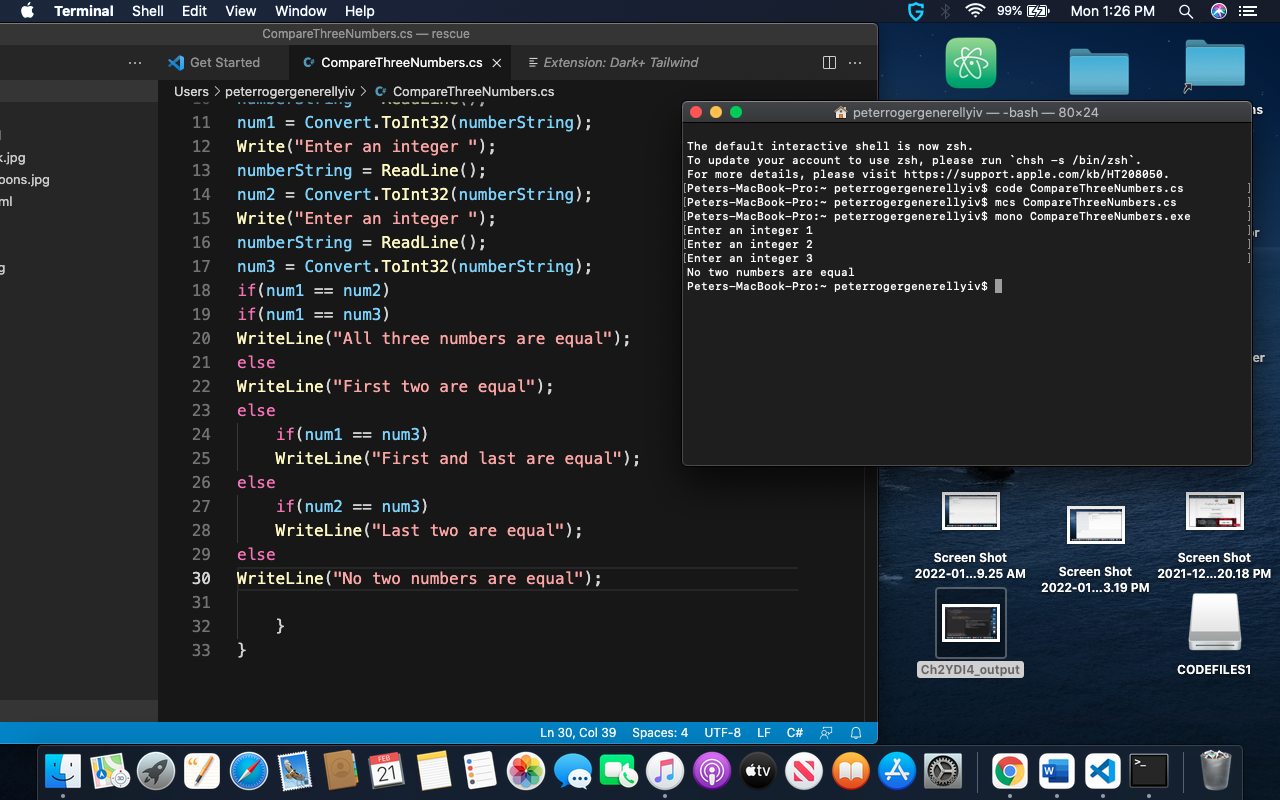 Terminal Shell Edit View Window Help 99% Mon 1:26 PM
CompareThreeNumbers.cs — rescue
Get Started CompareThreeNumbers.cs Extension: Dark+ Tailwind
Users > peterrogergenerellyiv > CompareThreeNumbers.cs
11 num1 = Convert.ToInt32(numberString);
12 Write("Enter an integer ");
13 numberString = ReadLine();
14 num2 = Convert.ToInt32(numberString);
15 Write("Enter an integer ");
16 numberString = ReadLine();
17 num3 = Convert.ToInt32(numberString);
18 if(num1 == num2)
19 if(num1 == num3)
20 WriteLine("All three numbers are equal");
21 else
22 WriteLine("First two are equal");
23 else
24 if(num1 == num3)
25 WriteLine("First and last are equal");
26 else
27 if(num2 == num3)
28 WriteLine("Last two are equal");
29 else
30 WriteLine("No two numbers are equal");
31
32 }
33 }
k.jpg
oons.jpg
ml
g
Ln 30, Col 39 Spaces: 4 UTF-8 LF C#
peterrogergenerellyiv — -bash — 80×24
The default interactive shell is now zsh.
To update your account to use zsh, please run `chsh -s /bin/zsh`.
For more details, please visit https://support.apple.com/kb/HT208050.
[Peters-MacBook-Pro:~ peterrogergenerellyiv$ code CompareThreeNumbers.cs ]
[Peters-MacBook-Pro:~ peterrogergenerellyiv$ mcs CompareThreeNumbers.cs ]
[Peters-MacBook-Pro:~ peterrogergenerellyiv$ mono CompareThreeNumbers.exe ]
[Enter an integer 1 ]
[Enter an integer 2 ]
[Enter an integer 3 ]
No two numbers are equal
Peters-MacBook-Pro:~ peterrogergenerellyiv$
ns
r
er
Screen Shot
2022-01...9.25 AM
Screen Shot
2022-01...3.19 PM
Screen Shot
2021-12...20.18 PM
Ch2YDI4_output
CODEFILES1
FEB
21
tv